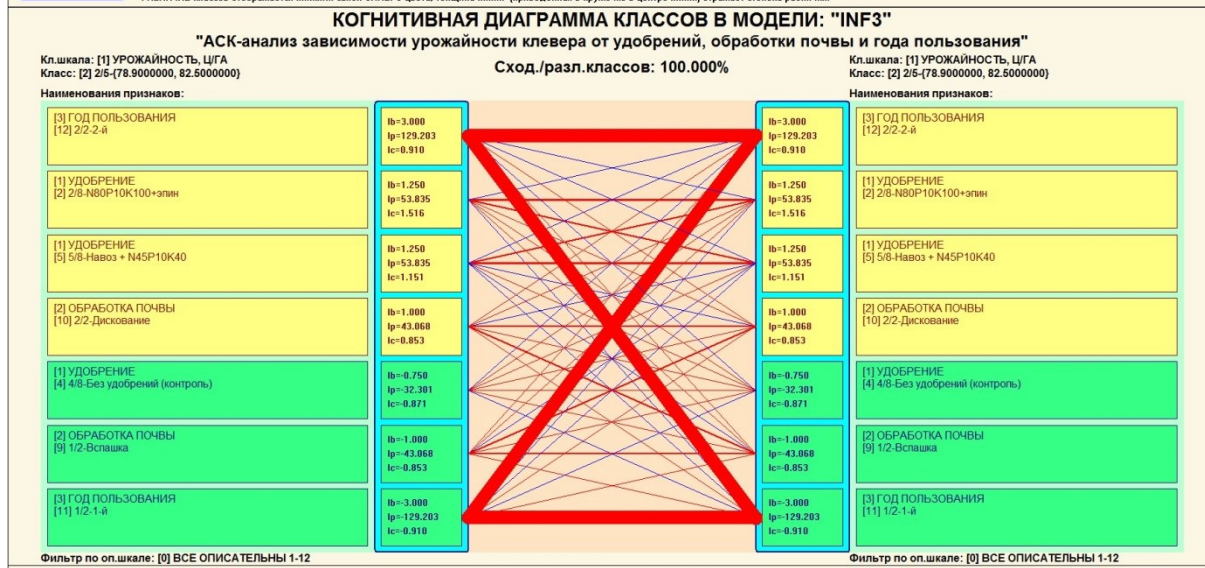 КОГНИТИВНАЯ ДИАГРАММА КЛАССОВ В МОДЕЛИ: "INF3"
"АСК-анализ зависимости урожайности клевера от удобрений, обработки почвы и года пользования"
Кл.шкала: [1] УРОЖАЙНОСТЬ, Ц/ГА
Класс: [2] 2/5-{78.9000000, 82.5000000}
Сход./разл.классов: 100.000%
Кл.шкала: [1] УРОЖАЙНОСТЬ, Ц/ГА
Класс: [2] 2/5-{78.9000000, 82.5000000}
Наименования признаков:
Наименования признаков:
[3] ГОД ПОЛЬЗОВАНИЯ
[12] 2/2-2-й
Ib=3.000
Ip=129.203
Ic=0.910
Ib=3.000
Ip=129.203
Ic=0.910
[3] ГОД ПОЛЬЗОВАНИЯ
[12] 2/2-2-й
[1] УДОБРЕНИЕ
[2] 2/8-N80P10K100+эпин
Ib=1.250
Ip=53.835
Ic=1.516
Ib=1.250
Ip=53.835
Ic=1.516
[1] УДОБРЕНИЕ
[2] 2/8-N80P10K100+эпин
[1] УДОБРЕНИЕ
[5] 5/8-Навоз + N45P10K40
Ib=1.250
Ip=53.835
Ic=1.151
Ib=1.250
Ip=53.835
Ic=1.151
[1] УДОБРЕНИЕ
[5] 5/8-Навоз + N45P10K40
[2] ОБРАБОТКА ПОЧВЫ
[10] 2/2-Дискование
Ib=1.000
Ip=43.068
Ic=0.853
Ib=1.000
Ip=43.068
Ic=0.853
[2] ОБРАБОТКА ПОЧВЫ
[10] 2/2-Дискование
[1] УДОБРЕНИЕ
[4] 4/8-Без удобрений (контроль)
Ib=-0.750
Ip=-32.301
Ic=-0.871
Ib=-0.750
Ip=-32.301
Ic=-0.871
[1] УДОБРЕНИЕ
[4] 4/8-Без удобрений (контроль)
[2] ОБРАБОТКА ПОЧВЫ
[9] 1/2-Вспашка
Ib=-1.000
Ip=-43.068
Ic=-0.853
Ib=-1.000
Ip=-43.068
Ic=-0.853
[2] ОБРАБОТКА ПОЧВЫ
[9] 1/2-Вспашка
[3] ГОД ПОЛЬЗОВАНИЯ
[11] 1/2-1-й
Ib=-3.000
Ip=-129.203
Ic=-0.910
Ib=-3.000
Ip=-129.203
Ic=-0.910
[3] ГОД ПОЛЬЗОВАНИЯ
[11] 1/2-1-й
Фильтр по оп.шкале: [0] ВСЕ ОПИСАТЕЛЬНЫ 1-12
Фильтр по оп.шкале: [0] ВСЕ ОПИСАТЕЛЬНЫ 1-12